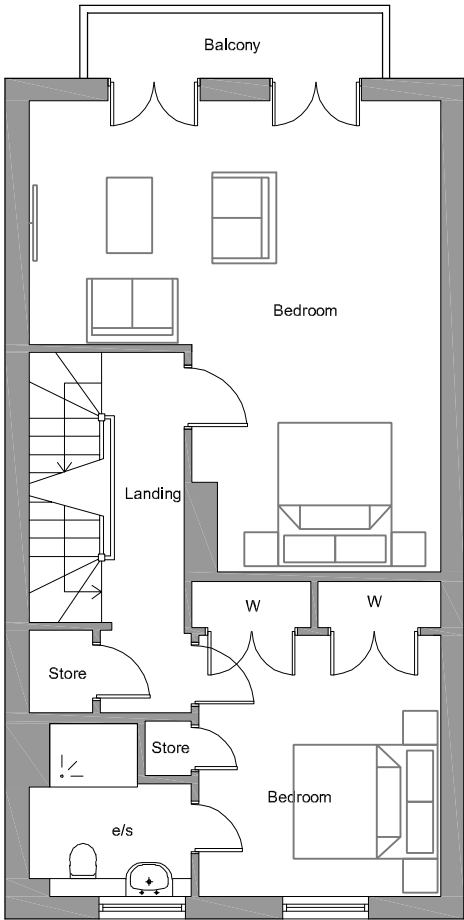 Balcony
Bedroom
Landing
W
W
Store
Store
Bedroom
e/s